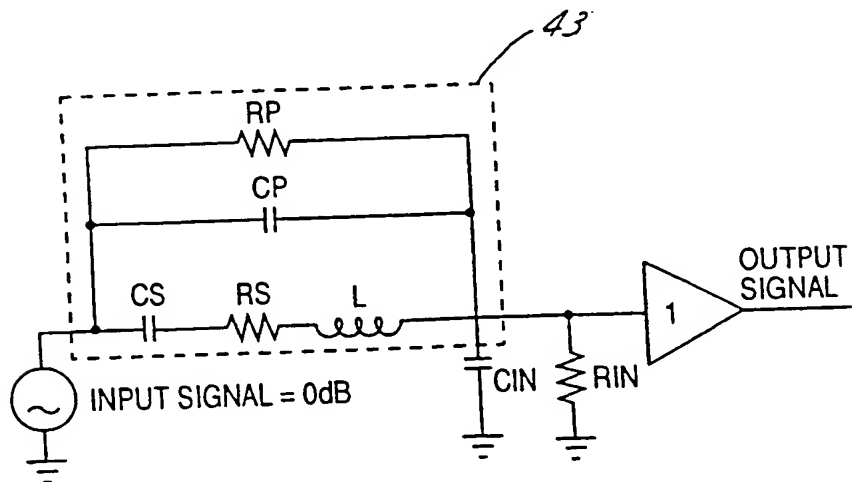 43
RP
CP
CS
RS
L
OUTPUT
SIGNAL
1
CIN
RIN
INPUT SIGNAL = 0dB